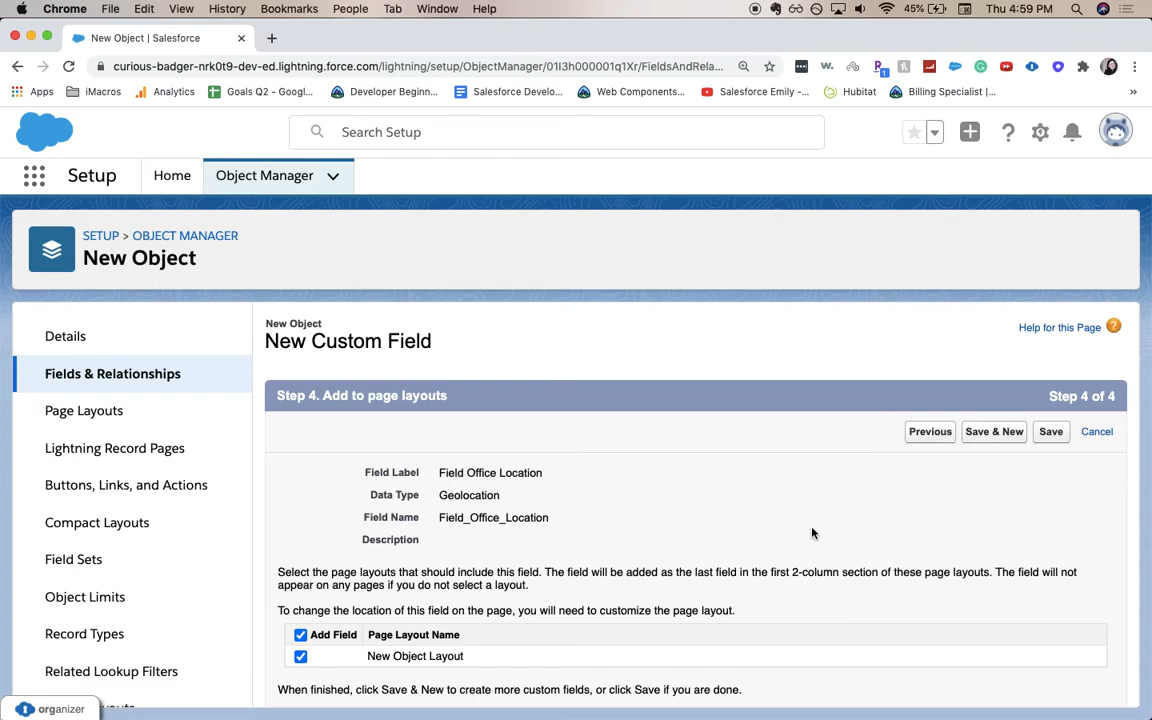 Chrome File Edit View History Bookmarks People Tab Window Help 45% Thu 4:59 PM
New Object | Salesforce
curious-badger-nrk0t9-dev-ed.lightning.force.com/lightning/setup/ObjectManager/01I3h000001q1Xr/FieldsAndRela...
Apps iMacros Analytics Goals Q2 - Googl... Developer Beginn... Salesforce Develo... Web Components... Salesforce Emily -... Hubitat Billing Specialist |... »
Search Setup
Setup Home Object Manager
SETUP > OBJECT MANAGER
New Object
Details
Fields & Relationships
Page Layouts
Lightning Record Pages
Buttons, Links, and Actions
Compact Layouts
Field Sets
Object Limits
Record Types
Related Lookup Filters
organizer
New Object
New Custom Field
Help for this Page ?
Step 4. Add to page layouts Step 4 of 4
Previous Save & New Save Cancel
Field Label Field Office Location
Data Type Geolocation
Field Name Field_Office_Location
Description
Select the page layouts that should include this field. The field will be added as the last field in the first 2-column section of these page layouts. The field will not
appear on any pages if you do not select a layout.
To change the location of this field on the page, you will need to customize the page layout.
Add Field Page Layout Name
New Object Layout
When finished, click Save & New to create more custom fields, or click Save if you are done.